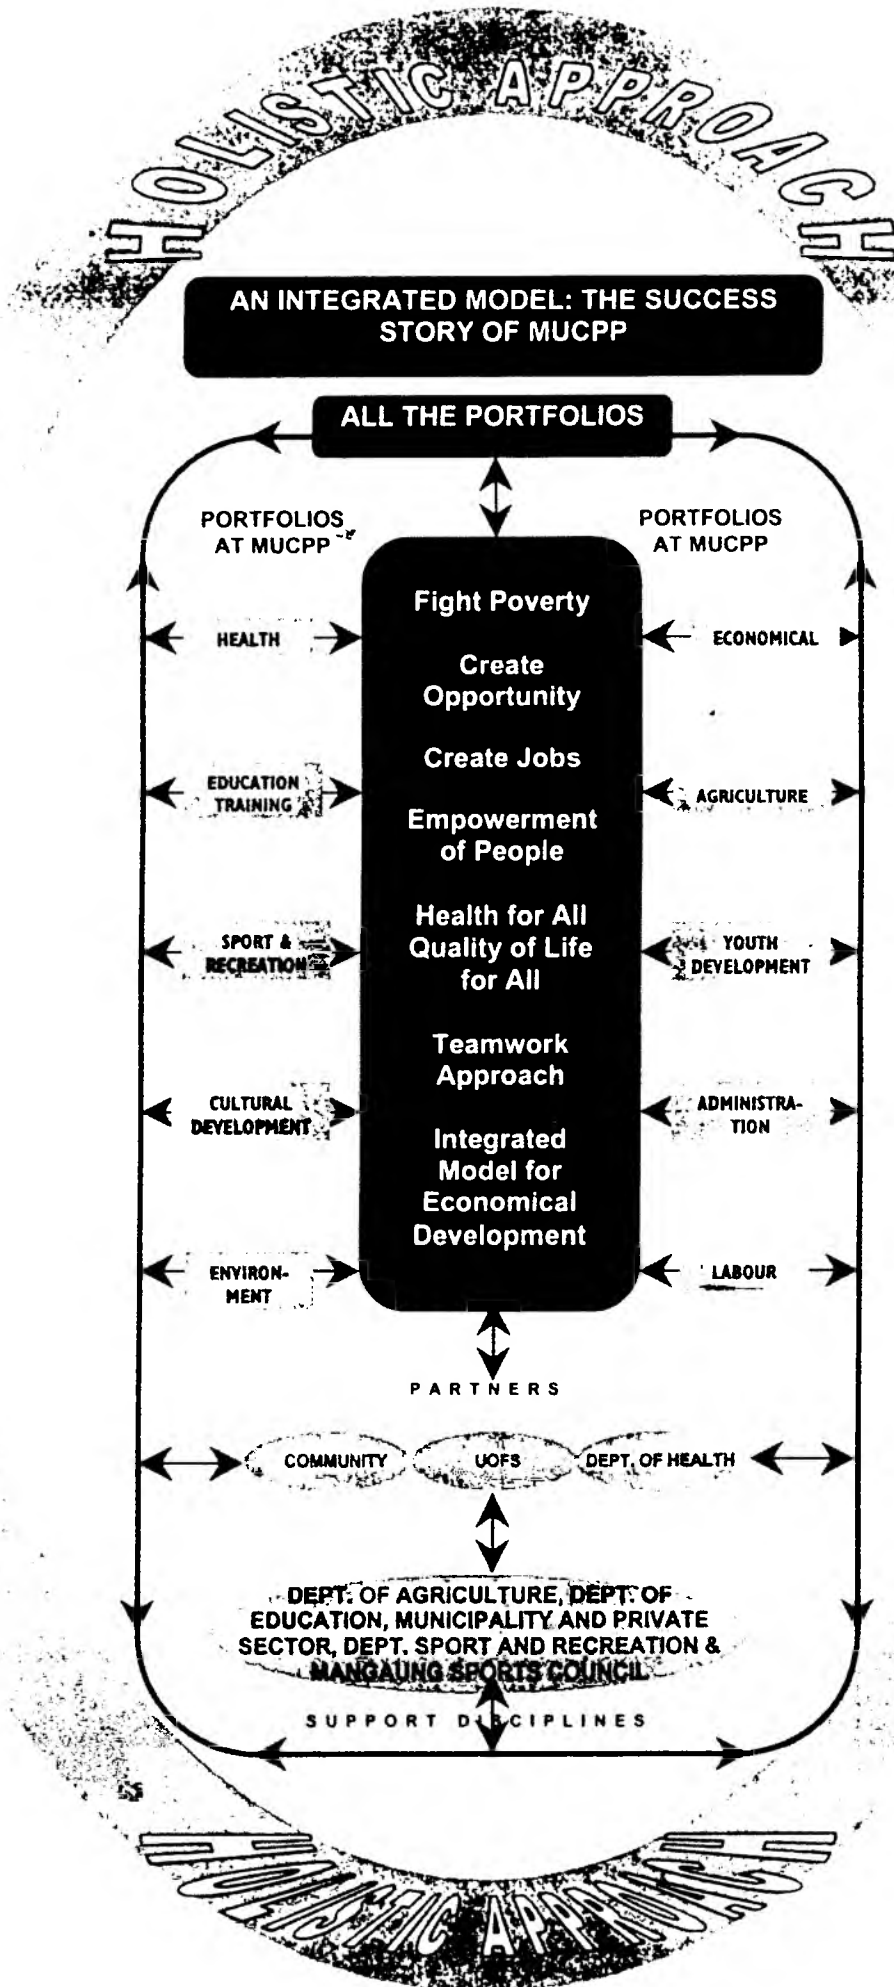 HOLISTIC APPROACH
AN INTEGRATED MODEL: THE SUCCESS
STORY OF MUCPP
ALL THE PORTFOLIOS
PORTFOLIOS
AT MUCPP
PORTFOLIOS
AT MUCPP
Fight Poverty
Create
Opportunity
Create Jobs
Empowerment
of People
Health for All
Quality of Life
for All
Teamwork
Approach
Integrated
Model for
Economical
Development
HEALTH
EDUCATION
TRAINING
SPORT &
RECREATION
CULTURAL
DEVELOPMENT
ENVIRON-
MENT
ECONOMICAL
AGRICULTURE
YOUTH
DEVELOPMENT
ADMINISTRA-
TION
LABOUR
PARTNERS
COMMUNITY
UOFS
DEPT. OF HEALTH
DEPT. OF AGRICULTURE, DEPT. OF
EDUCATION, MUNICIPALITY AND PRIVATE
SECTOR, DEPT. SPORT AND RECREATION &
MANGAUNG SPORTS COUNCIL
SUPPORT DISCIPLINES
HOLISTIC APPROACH